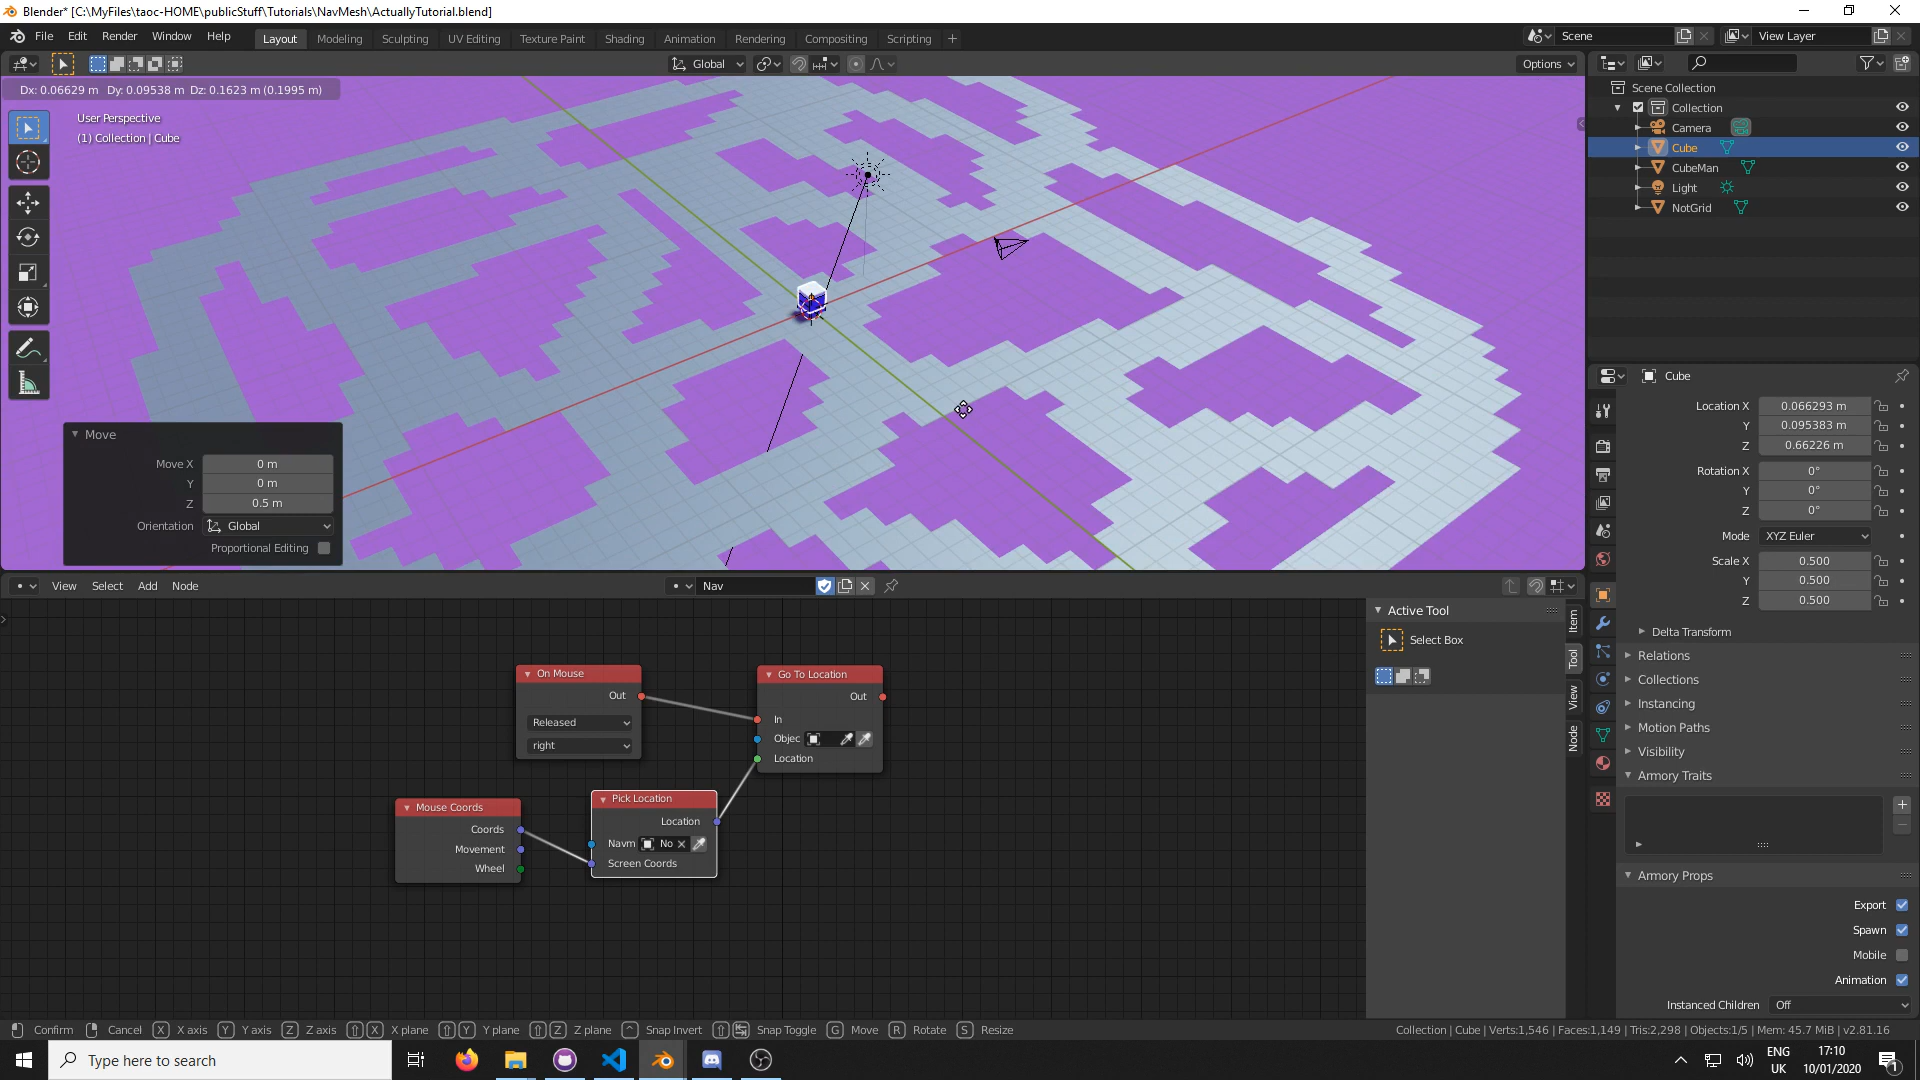 Blender* [C:\MyFiles\taoc-HOME\publicStuff\Tutorials\NavMesh\ActuallyTutorial.blend]
File Edit Render Window Help Layout Modeling Sculpting UV Editing Texture Paint Shading Animation Rendering Compositing Scripting + Scene View Layer
Global Options
Dx: 0.06629 m Dy: 0.09538 m Dz: 0.1623 m (0.1995 m)
User Perspective
(1) Collection | Cube
Scene Collection
Collection
Camera
Cube
CubeMan
Light
NotGrid
Move
Move X 0 m
Y 0 m
Z 0.5 m
Orientation Global
Proportional Editing
Cube
Location X 0.066293 m
Y 0.095383 m
Z 0.66226 m
Rotation X 0°
Y 0°
Z 0°
Mode XYZ Euler
Scale X 0.500
Y 0.500
Z 0.500
Delta Transform
Relations
Collections
Instancing
Motion Paths
Visibility
Armory Traits
Armory Props
Export
Spawn
Mobile
Animation
Instanced Children Off
View Select Add Node Nav
Active Tool
Select Box
Item
Tool
View
Node
On Mouse
Out
Released
right
Go To Location
Out
In
Objec
Location
Mouse Coords
Coords
Movement
Wheel
Pick Location
Location
Navm No
Screen Coords
Confirm Cancel X X axis Y Y axis Z Z axis X X plane Y Y plane Z Z plane ^ Snap Invert Snap Toggle G Move R Rotate S Resize
Collection | Cube | Verts:1,546 | Faces:1,149 | Tris:2,298 | Objects:1/5 | Mem: 45.7 MiB | v2.81.16
Type here to search
ENG
UK
17:10
10/01/2020
1